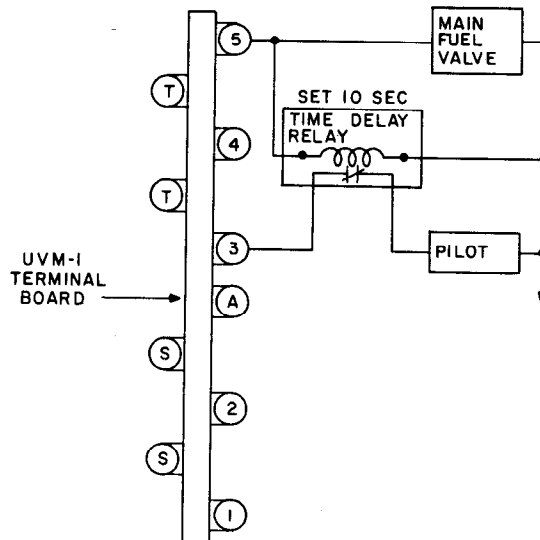 5
MAIN
FUEL
VALVE
T
SET 10 SEC
TIME DELAY
RELAY
4
T
3
PILOT
UVM-1
TERMINAL
BOARD
A
S
2
S
1